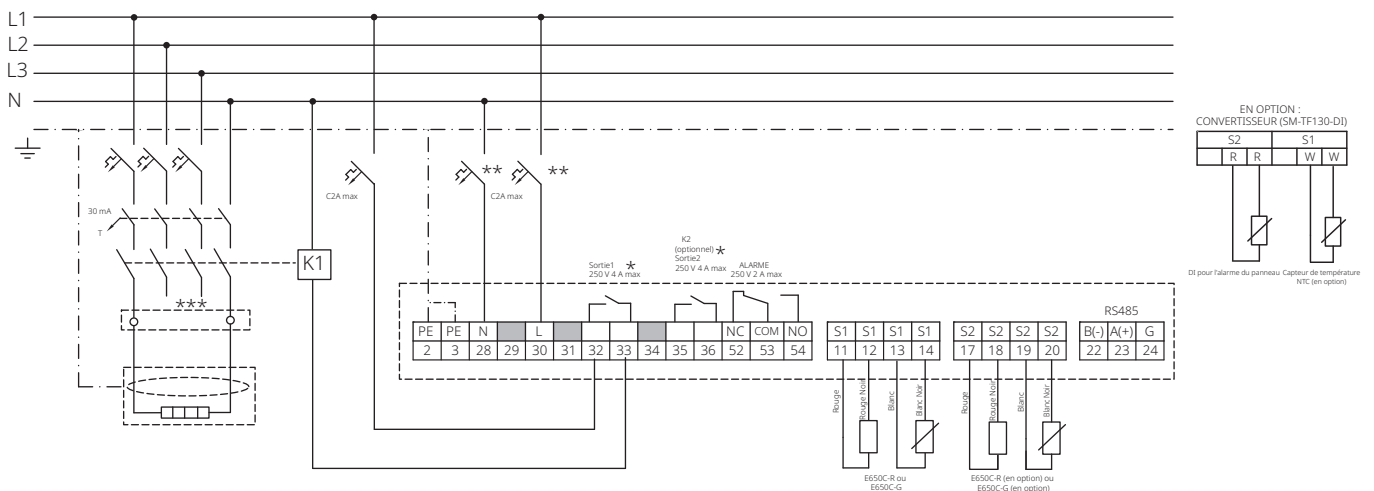 L1
L2
L3
N
EN OPTION :
CONVERTISSEUR (SM-TF130-DI)
S2 S1
R R W W
** **
C2A max C2A max
30 mA
T
K1
K2
(optionnel) *
Sortie2
250 V 4 A max
Sortie1 *
250 V 4 A max
ALARME
250 V 2 A max
DI pour l'alarme du panneau
Capteur de température
NTC (en option)
***
RS485
PE PE N L NC COM NO S1 S1 S1 S1 S2 S2 S2 S2 B(-) A(+) G
2 3 28 29 30 31 32 33 34 35 36 52 53 54 11 12 13 14 17 18 19 20 22 23 24
Rouge
Rouge Noir
Blanc
Blanc Noir
Rouge
Rouge Noir
Blanc
Blanc Noir
E650C-R ou
E650C-G
E650C-R (en option) ou
E650C-G (en option)